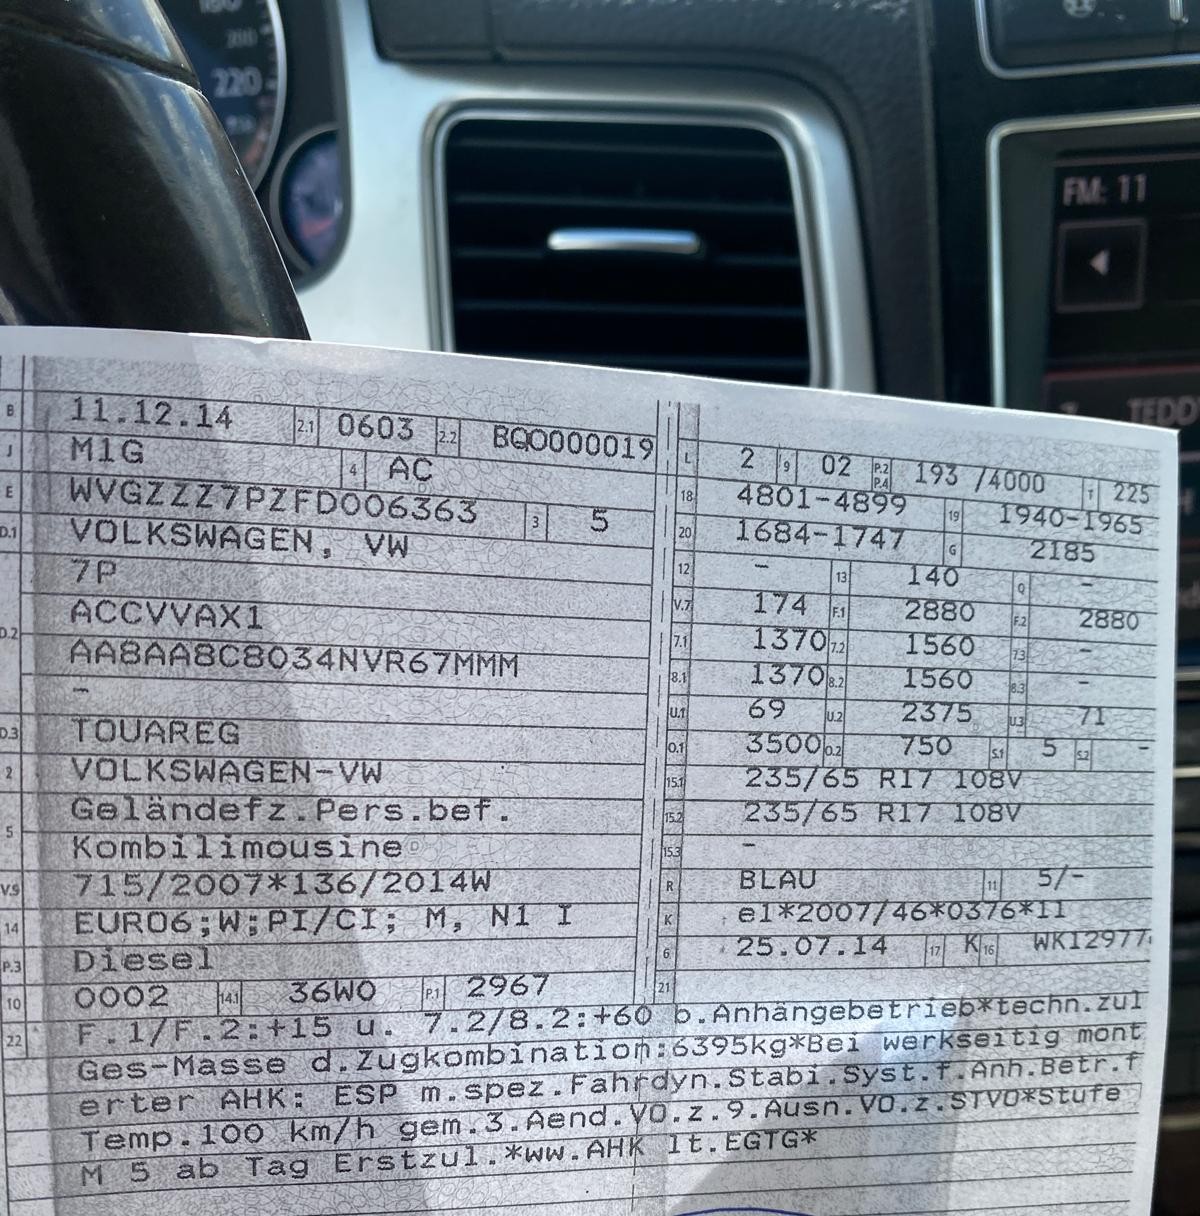 220
FM: 11
TEDD
B 11.12.14 2.1 0603 2.2 BQO000019
J M1G 4 AC
E WVGZZZ7PZFD006363 3 5
D.1 VOLKSWAGEN, VW
7P
D.2 ACCVVAX1
AA8AA8C8034NVR67MMM
–
D.3 TOUAREG
2 VOLKSWAGEN-VW
5 Geländefz.Pers.bef.
Kombilimousine
V.9 715/2007*136/2014W
14 EURO6;W;PI/CI; M, N1 I
P.3 Diesel
10 0002 14.1 36W0 P.1 2967
L 2 9 02 P.2 P.4 193 /4000 T 225
18 4801-4899 19 1940-1965
20 1684-1747 G 2185
12 – 13 140 Q –
V.7 174 F.1 2880 F.2 2880
7.1 1370 7.2 1560 7.3 –
8.1 1370 8.2 1560 8.3 –
U.1 69 U.2 2375 U.3 71
O.1 3500 O.2 750 S.1 5 S.2 –
15.1 235/65 R17 108V
15.2 235/65 R17 108V
15.3 –
R BLAU 11 5/-
K e1*2007/46*0376*11
6 25.07.14 17 K 16 WK12977
21
22 F.1/F.2:+15 u. 7.2/8.2:+60 b.Anhängebetrieb*techn.zul
Ges-Masse d.Zugkombination:6395kg*Bei werkseitig mont
erter AHK: ESP m.spez.Fahrdyn.Stabi.Syst.f.Anh.Betr.f
Temp.100 km/h gem.3.Aend.VO.z.9.Ausn.VO.z.STVO*Stufe
M 5 ab Tag Erstzul.*ww.AHK lt.EGTG*